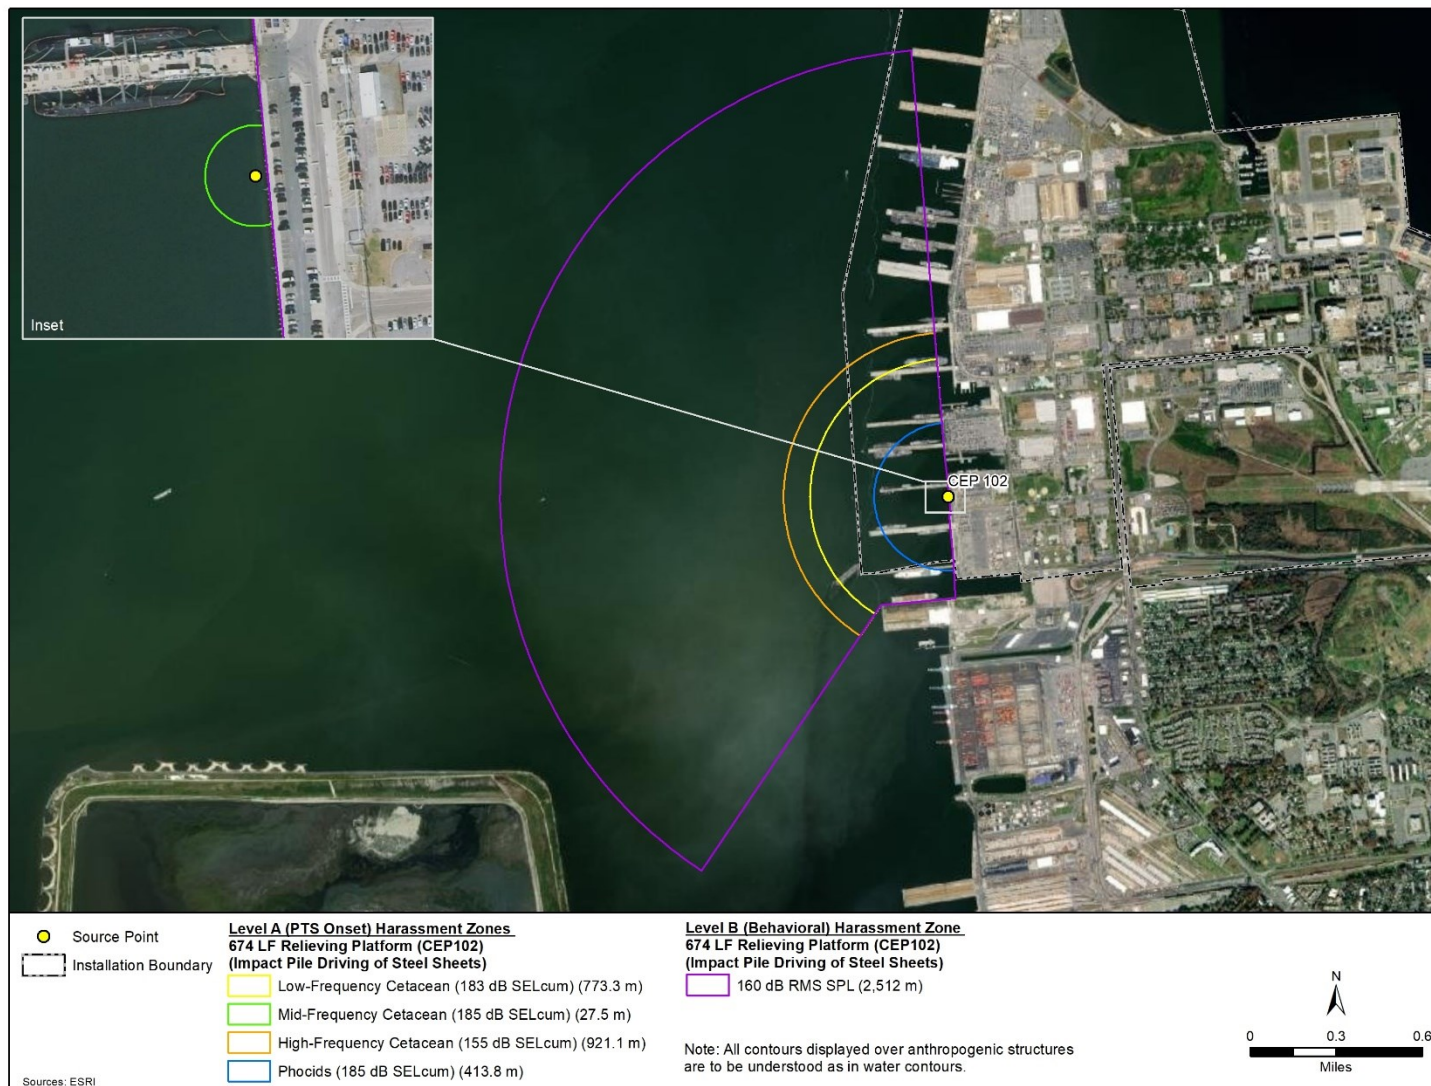 Inset
CEP 102
Source Point
Installation Boundary
Level A (PTS Onset) Harassment Zones
674 LF Relieving Platform (CEP102)
(Impact Pile Driving of Steel Sheets)
Low-Frequency Cetacean (183 dB SELcum) (773.3 m)
Mid-Frequency Cetacean (185 dB SELcum) (27.5 m)
High-Frequency Cetacean (155 dB SELcum) (921.1 m)
Phocids (185 dB SELcum) (413.8 m)
Level B (Behavioral) Harassment Zone
674 LF Relieving Platform (CEP102)
(Impact Pile Driving of Steel Sheets)
160 dB RMS SPL (2,512 m)
Note: All contours displayed over anthropogenic structures
are to be understood as in water contours.
N
0 0.3 0.6
Miles
Sources: ESRI